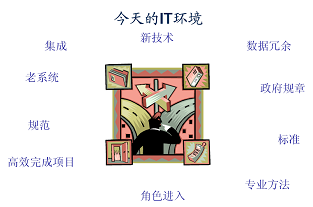 今天的IT环境
新技术
集成
数据冗余
老系统
政府规章
规范
标准
高效完成项目
专业方法
角色进入